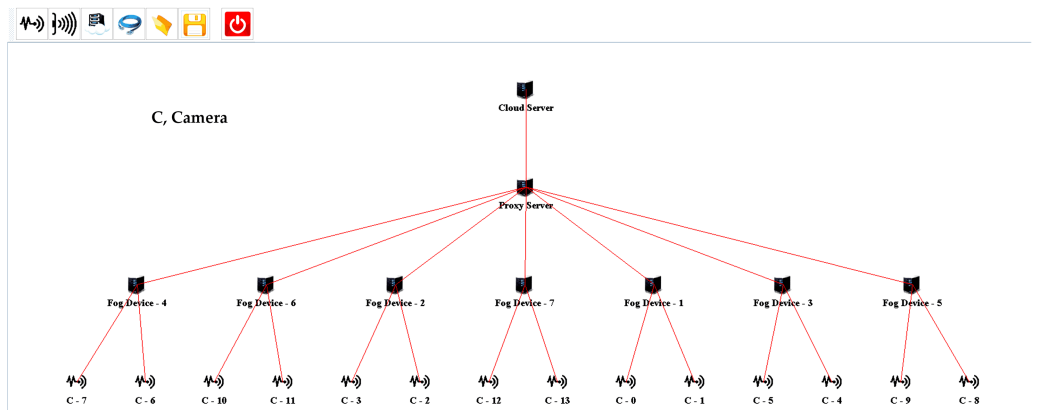 Cloud Server
C, Camera
Proxy Server
Fog Device - 4 Fog Device - 6 Fog Device - 2 Fog Device - 7 Fog Device - 1 Fog Device - 3 Fog Device - 5
C - 7 C - 6 C - 10 C - 11 C - 3 C - 2 C - 12 C - 13 C - 0 C - 1 C - 5 C - 4 C - 9 C - 8